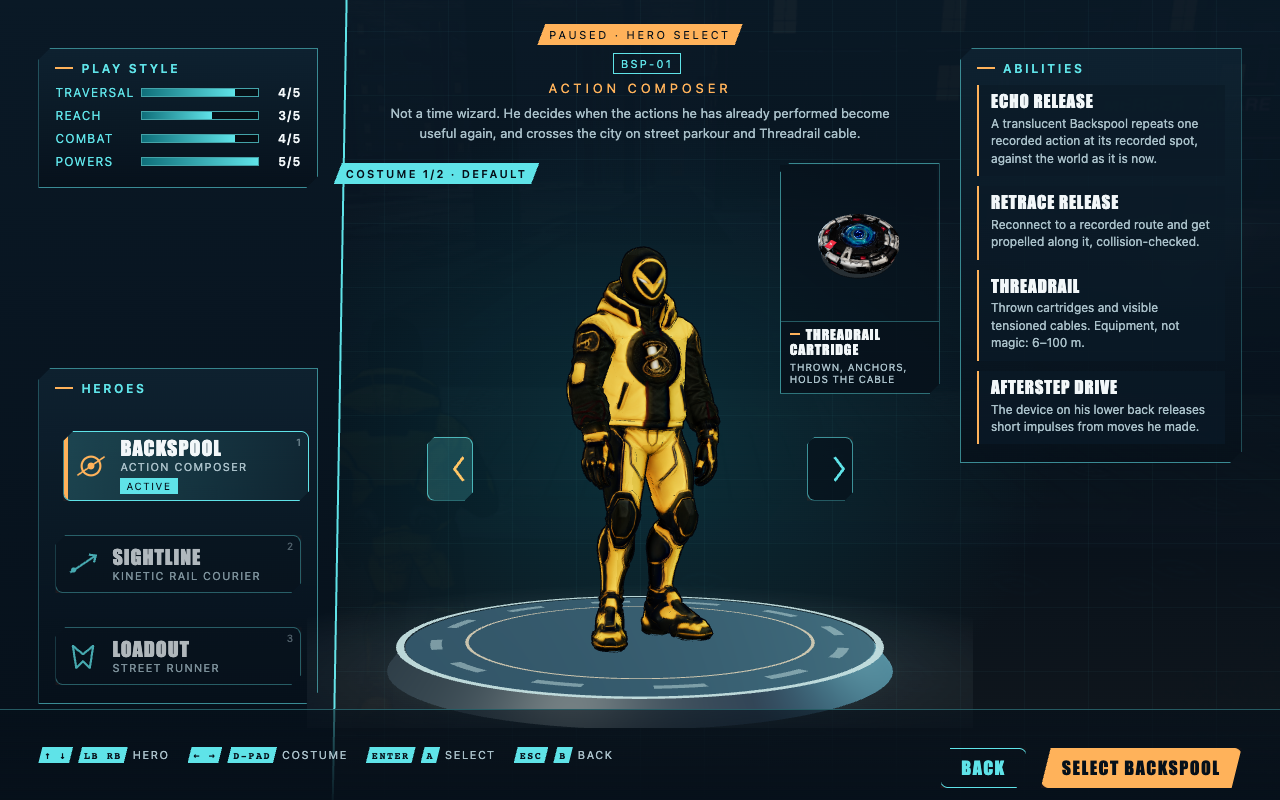 PAUSED · HERO SELECT
BSP-01
ACTION COMPOSER
Not a time wizard. He decides when the actions he has already performed become
useful again, and crosses the city on street parkour and Threadrail cable.
PLAY STYLE
TRAVERSAL 4/5
REACH 3/5
COMBAT 4/5
POWERS 5/5
COSTUME 1/2 · DEFAULT
THREADRAIL
CARTRIDGE
THROWN, ANCHORS,
HOLDS THE CABLE
ABILITIES
ECHO RELEASE
A translucent Backspool repeats one
recorded action at its recorded spot,
against the world as it is now.
RETRACE RELEASE
Reconnect to a recorded route and get
propelled along it, collision-checked.
THREADRAIL
Thrown cartridges and visible
tensioned cables. Equipment, not
magic: 6–100 m.
AFTERSTEP DRIVE
The device on his lower back releases
short impulses from moves he made.
HEROES
BACKSPOOL 1
ACTION COMPOSER
ACTIVE
SIGHTLINE 2
KINETIC RAIL COURIER
LOADOUT 3
STREET RUNNER
↑ ↓ LB RB HERO ← → D-PAD COSTUME ENTER A SELECT ESC B BACK
BACK
SELECT BACKSPOOL